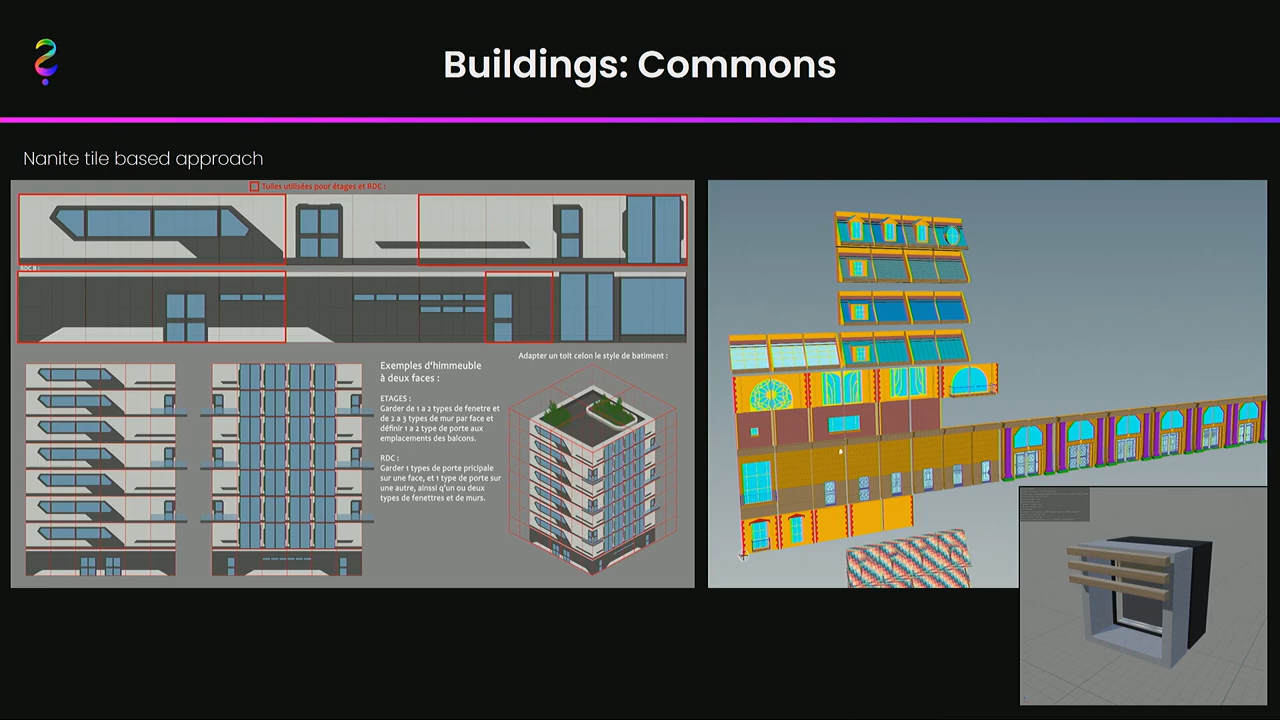 Buildings: Commons
Nanite tile based approach
Tuiles utilisées pour étages et RDC :
RDC B :
Exemples d'himmeuble
à deux faces :
ETAGES :
Garder de 1 a 2 types de fenetre et
de 2 a 3 types de mur par face et
définir 1 a 2 type de porte aux
emplacements des balcons.
RDC :
Garder 1 types de porte pricipale
sur une face, et 1 type de porte sur
une autre, ainsi q'un ou deux
types de fenettres et de murs.
Adapter un toit celon le style de batiment :